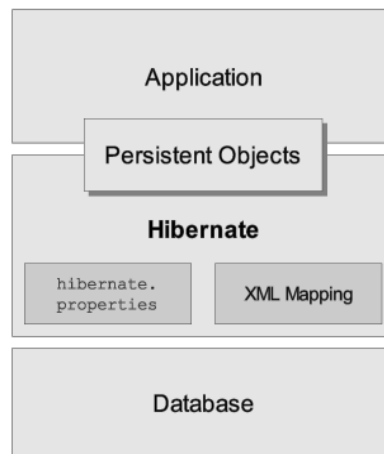 Application
Persistent Objects
Hibernate
hibernate.
properties
XML Mapping
Database